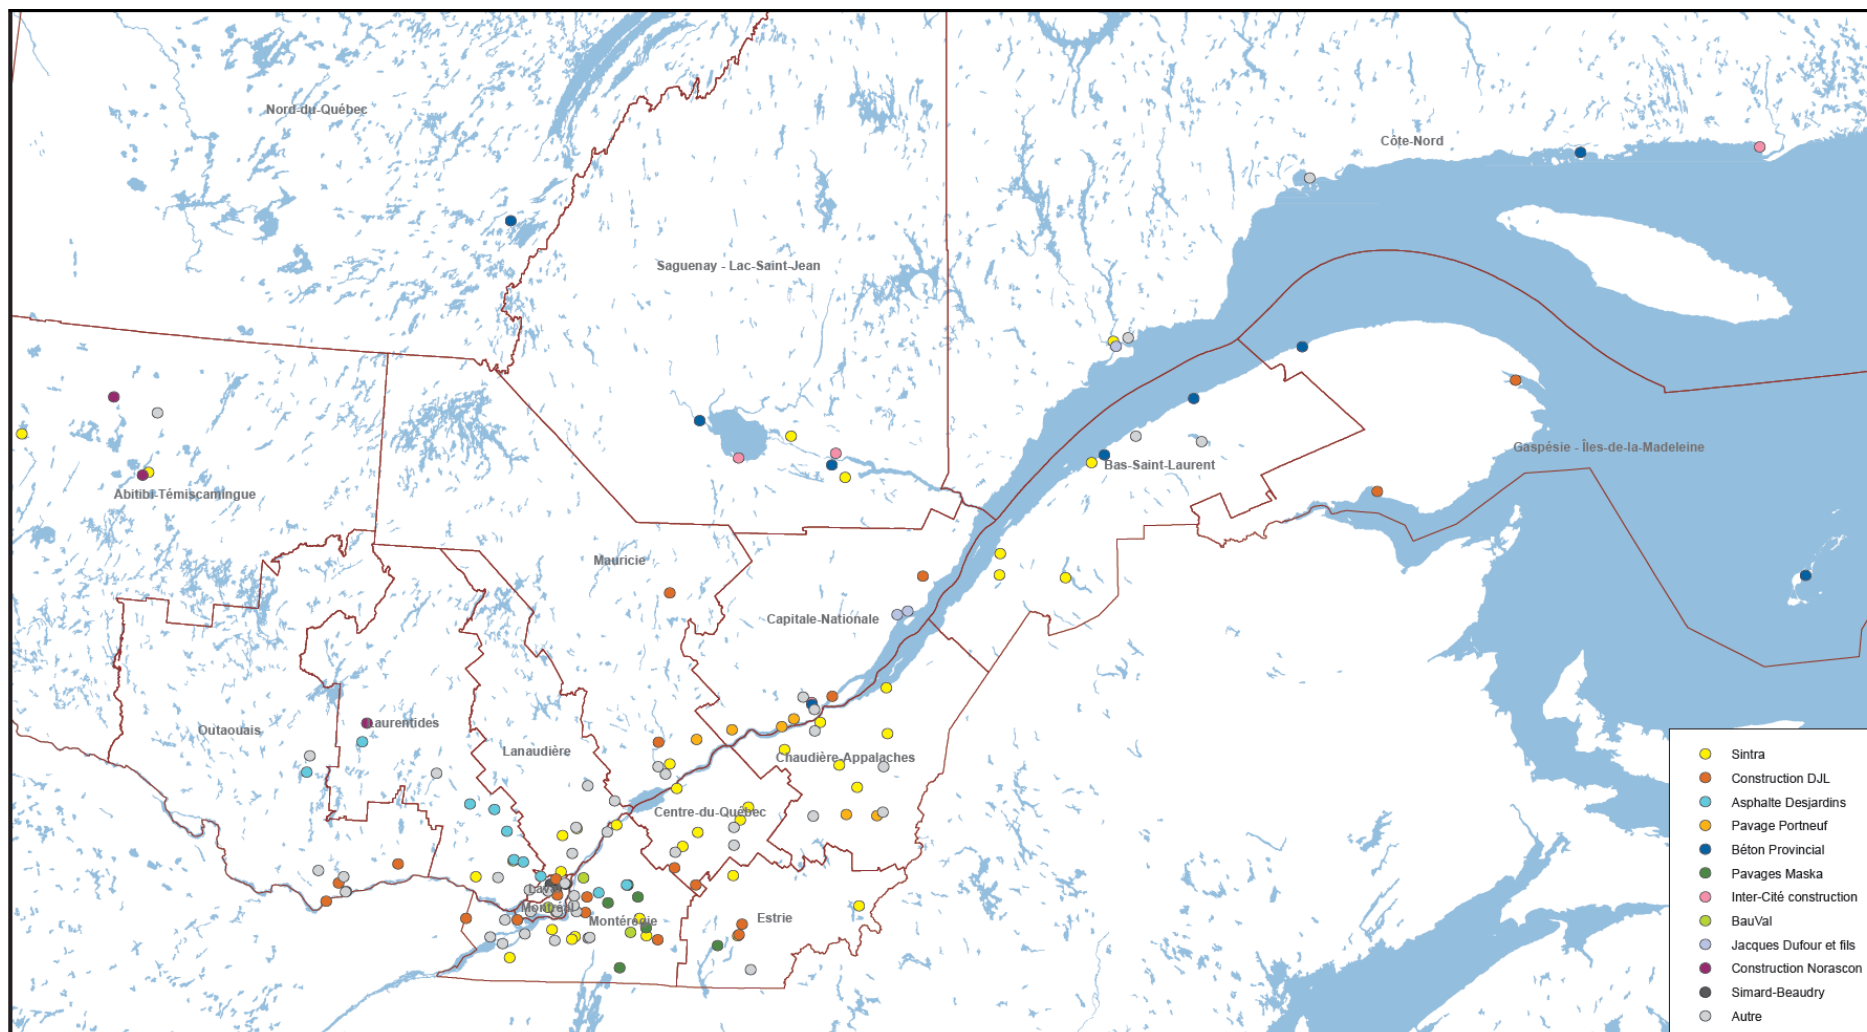 Nord-du-Québec
Côte-Nord
Saguenay - Lac-Saint-Jean
Gaspésie - Îles-de-la-Madeleine
Bas-Saint-Laurent
Abitibi-Témiscamingue
Mauricie
Capitale-Nationale
Laurentides
Outaouais
Lanaudière
Chaudière-Appalaches
Centre-du-Québec
Laval
Montréal
Montérégie
Estrie
Sintra
Construction DJL
Asphalte Desjardins
Pavage Portneuf
Béton Provincial
Pavages Maska
Inter-Cité construction
BauVal
Jacques Dufour et fils
Construction Norascon
Simard-Beaudry
Autre